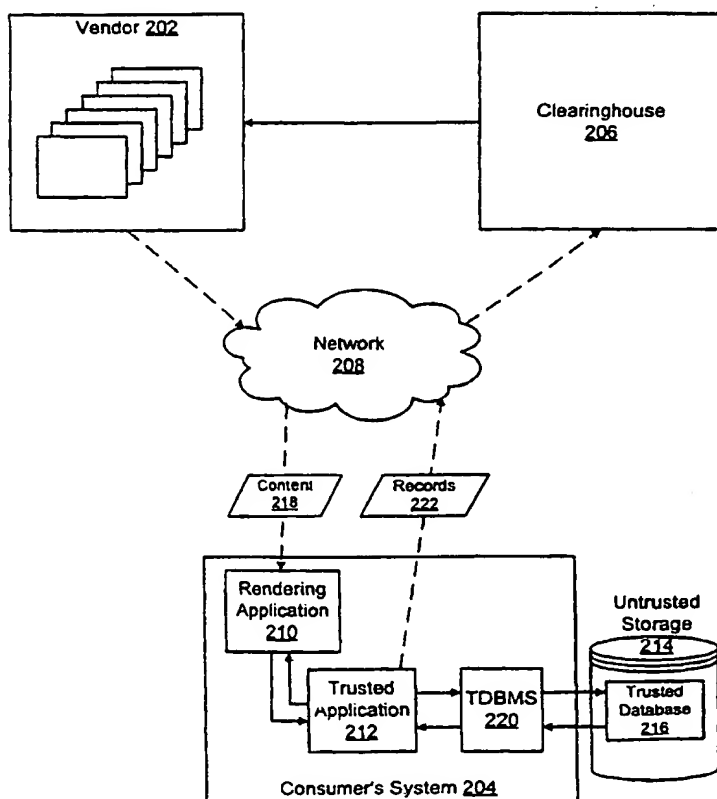 Vendor 202
Clearinghouse
206
Network
208
Content
218
Records
222
Rendering
Application
210
Trusted
Application
212
TDBMS
220
Untrusted
Storage
214
Trusted
Database
216
Consumer's System 204